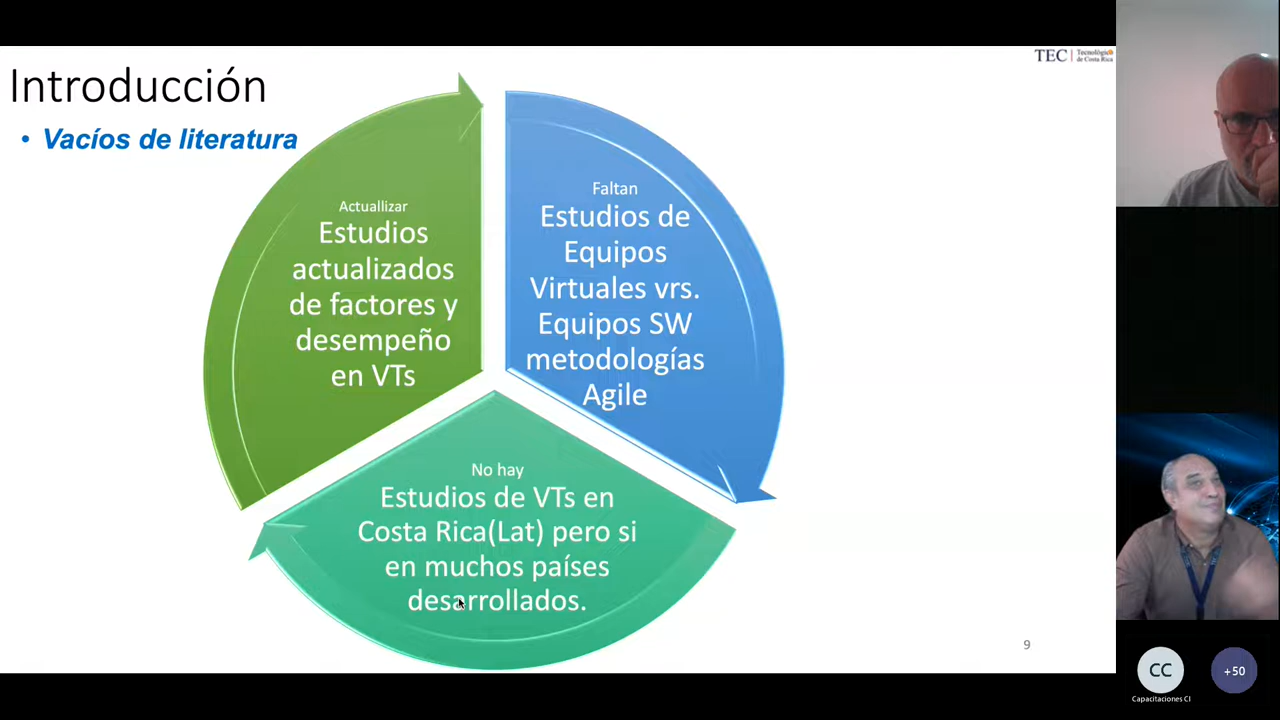 Introducción
• Vacíos de literatura
TEC | Tecnológico
de Costa Rica
Actuallizar
Estudios
actualizados
de factores y
desempeño
en VTs
Faltan
Estudios de
Equipos
Virtuales vrs.
Equipos SW
metodologías
Agile
No hay
Estudios de VTs en
Costa Rica(Lat) pero si
en muchos países
desarrollados.
9
CC
+50
Capacitaciones CI